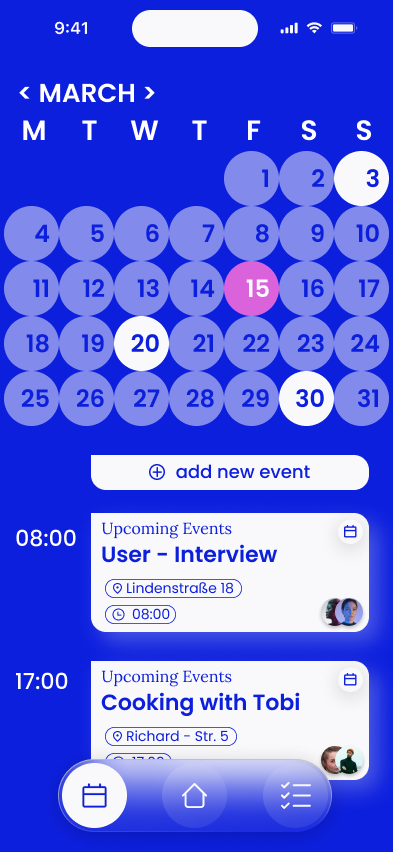 9:41
< MARCH >
M T W T F S S
1 2 3
4 5 6 7 8 9 10
11 12 13 14 15 16 17
18 19 20 21 22 23 24
25 26 27 28 29 30 31
add new event
08:00
Upcoming Events
User - Interview
Lindenstraße 18
08:00
17:00
Upcoming Events
Cooking with Tobi
Richard - Str. 5